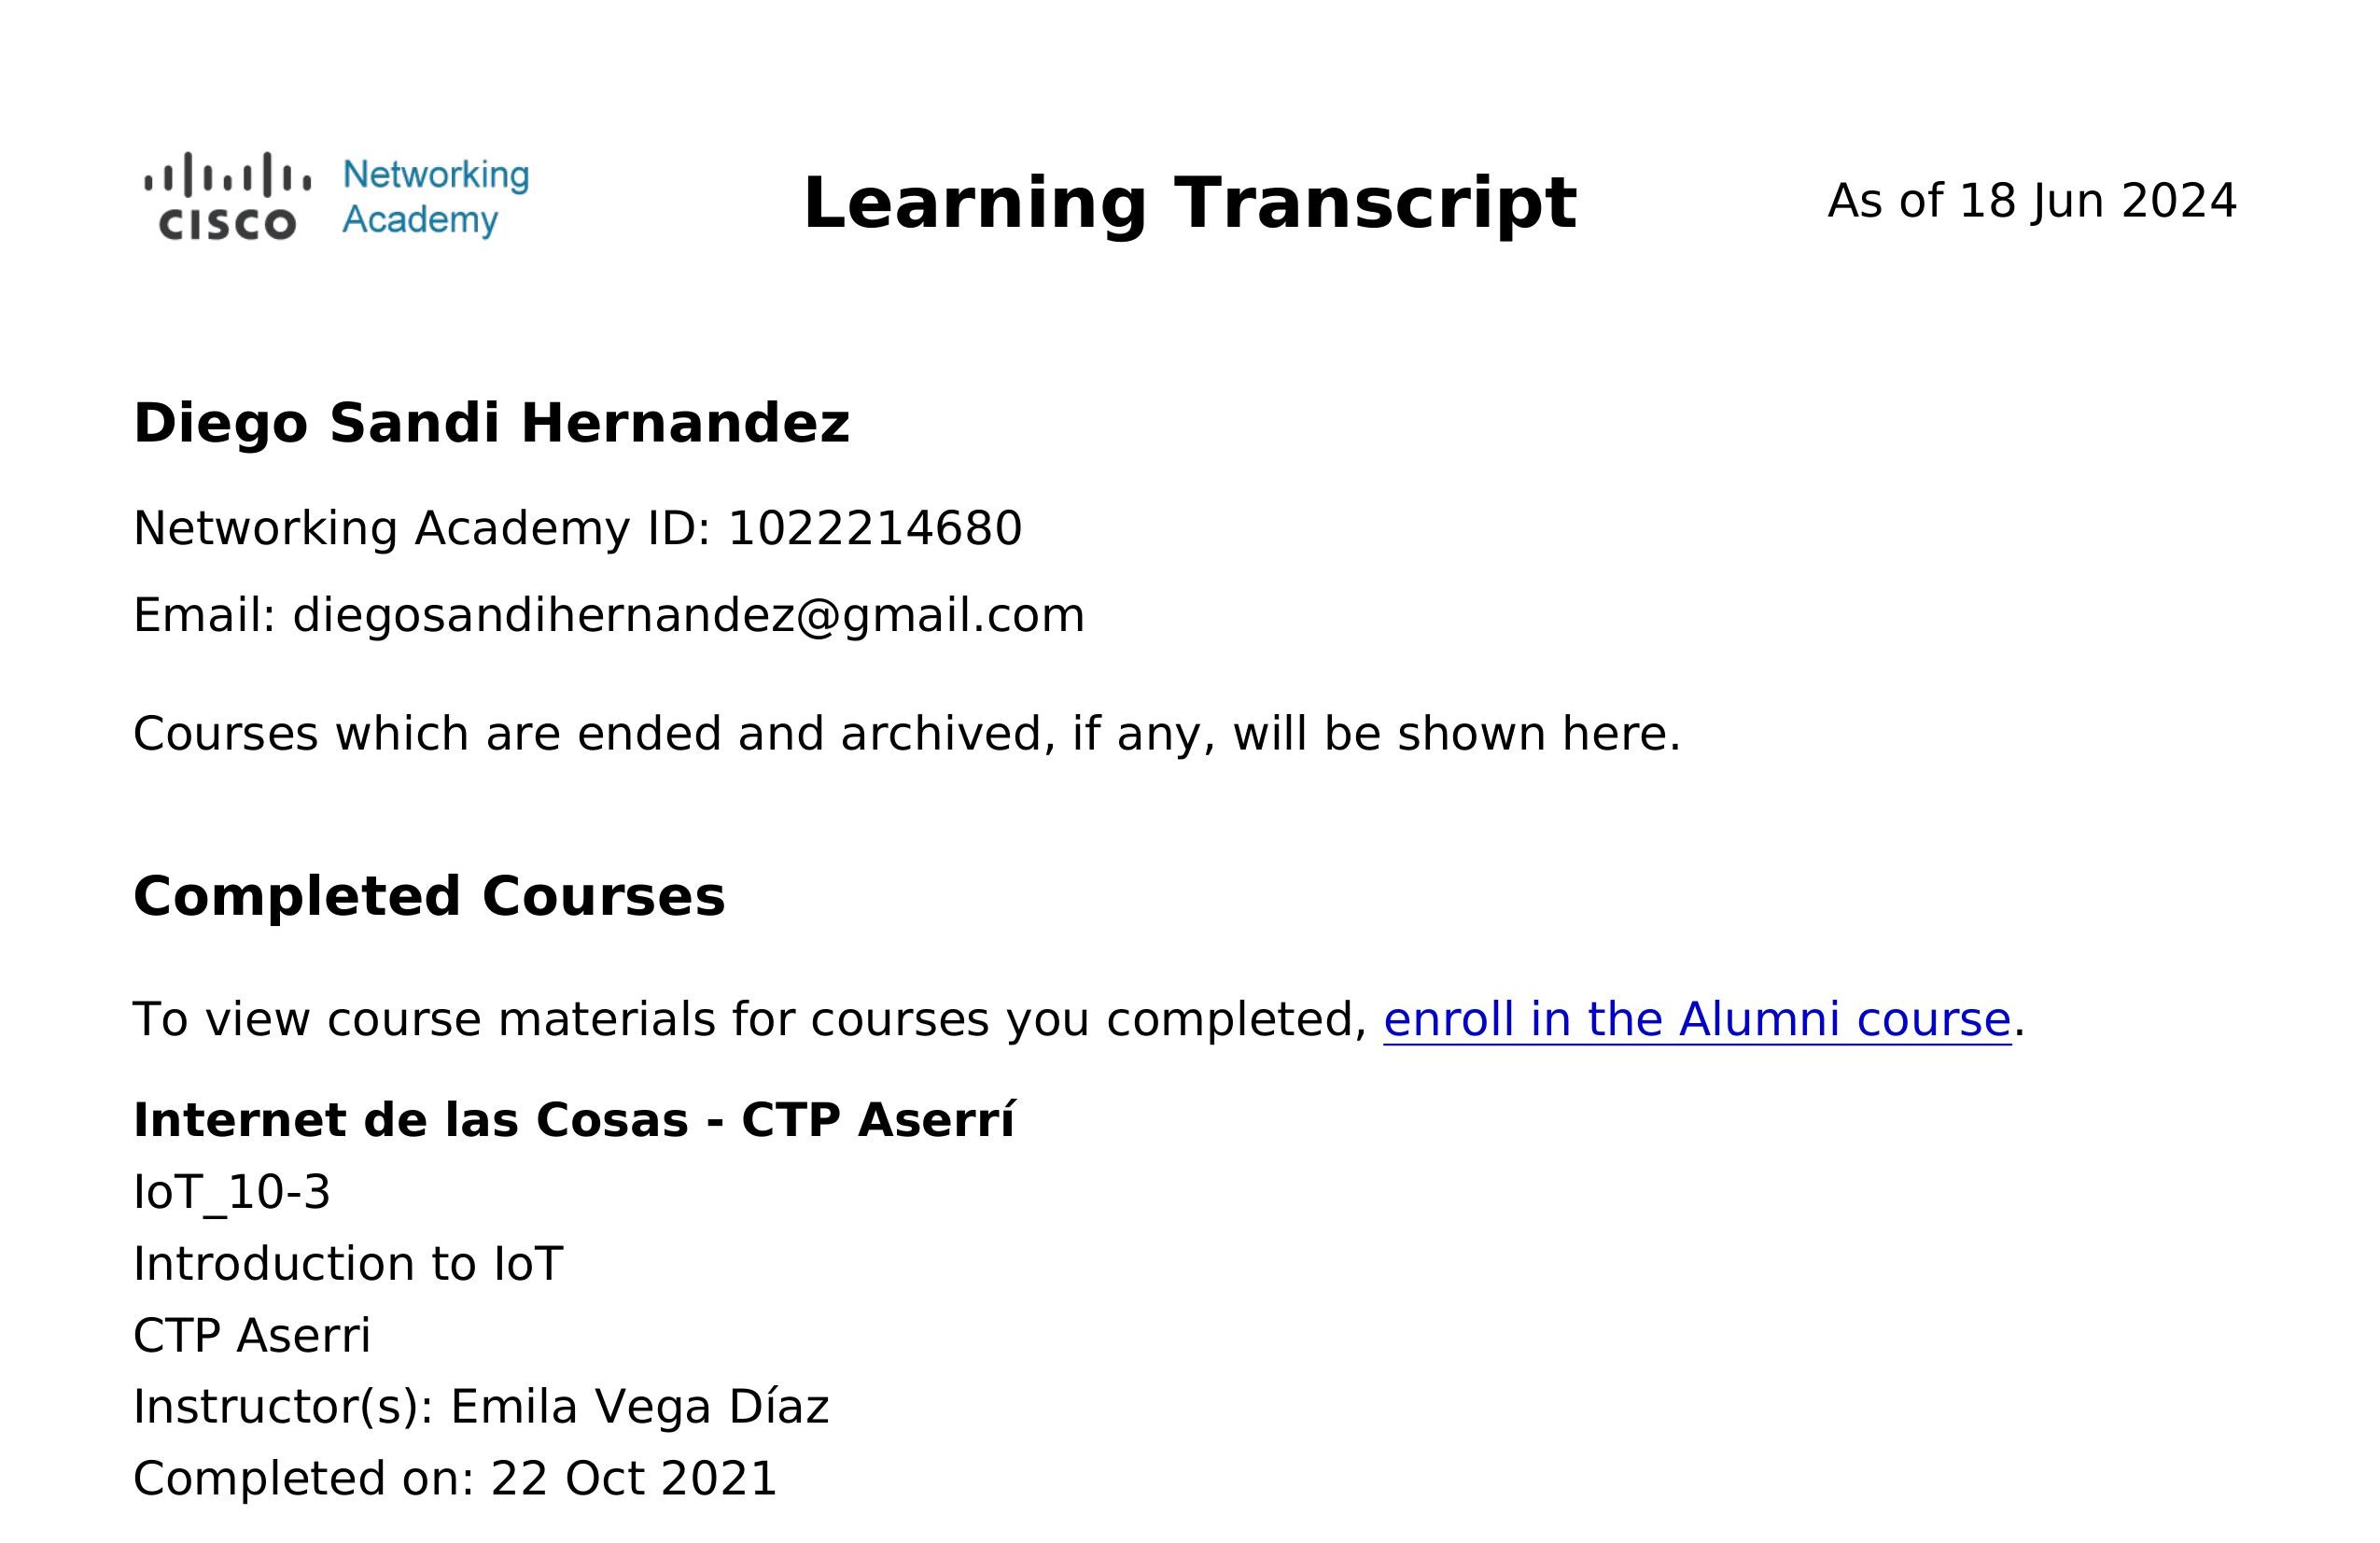 CISCO
Networking
Academy
Learning Transcript
As of 18 Jun 2024
Diego Sandi Hernandez
Networking Academy ID: 1022214680
Email: diegosandihernandez@gmail.com
Courses which are ended and archived, if any, will be shown here.
Completed Courses
To view course materials for courses you completed, enroll in the Alumni course.
Internet de las Cosas - CTP Aserrí
IoT_10-3
Introduction to IoT
CTP Aserri
Instructor(s): Emila Vega Díaz
Completed on: 22 Oct 2021